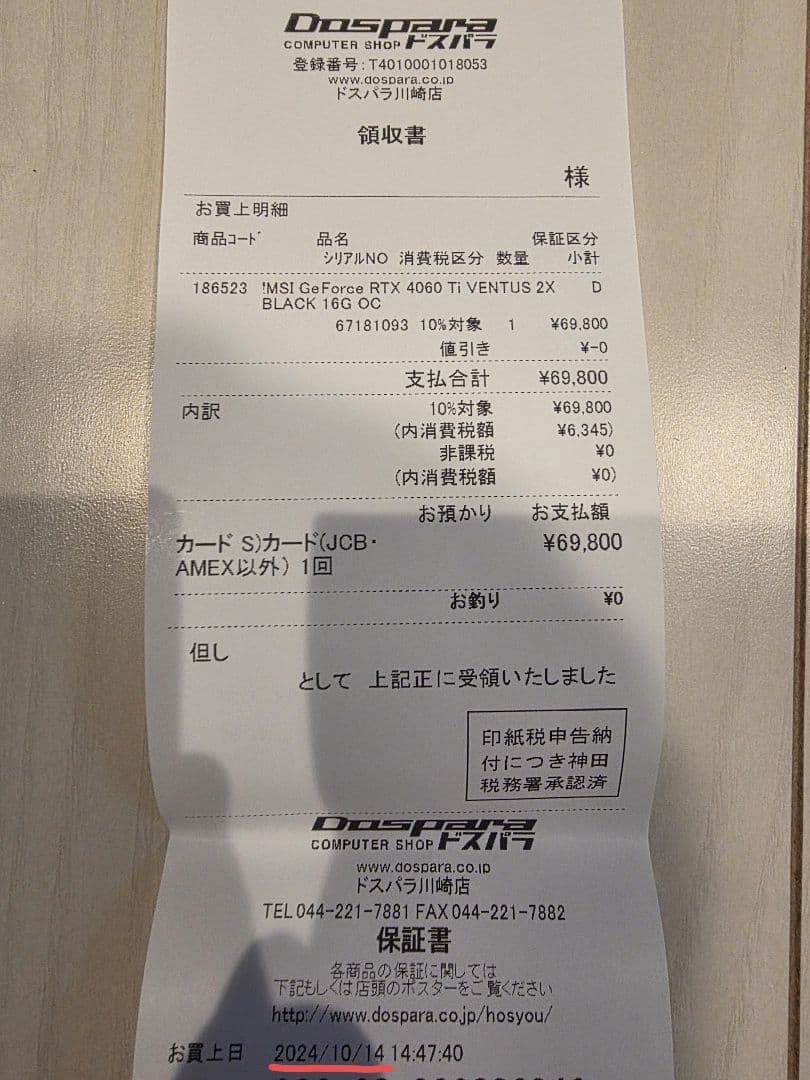 Dospara
COMPUTER SHOP ドスパラ
登録番号:T4010001018053
www.dospara.co.jp
ドスパラ川崎店
領収書
様
お買上明細
商品コード 品名 保証区分
シリアルNO 消費税区分 数量 小計
186523 !MSI GeForce RTX 4060 Ti VENTUS 2X D
BLACK 16G OC
67181093 10%対象 1 ¥69,800
値引き ¥-0
支払合計 ¥69,800
内訳 10%対象 ¥69,800
(内消費税額 ¥6,345)
非課税 ¥0
(内消費税額 ¥0)
お預かり お支払額
カード S)カード(JCB・ ¥69,800
AMEX以外) 1回
お釣り ¥0
但し
として 上記正に受領いたしました
印紙税申告納
付につき神田
税務署承認済
Dospara
COMPUTER SHOP ドスパラ
www.dospara.co.jp
ドスパラ川崎店
TEL044-221-7881 FAX044-221-7882
保証書
各商品の保証に関しては
下記もしくは店頭のポスターをご覧ください
http://www.dospara.co.jp/hosyou/
お買上日 2024/10/14 14:47:40